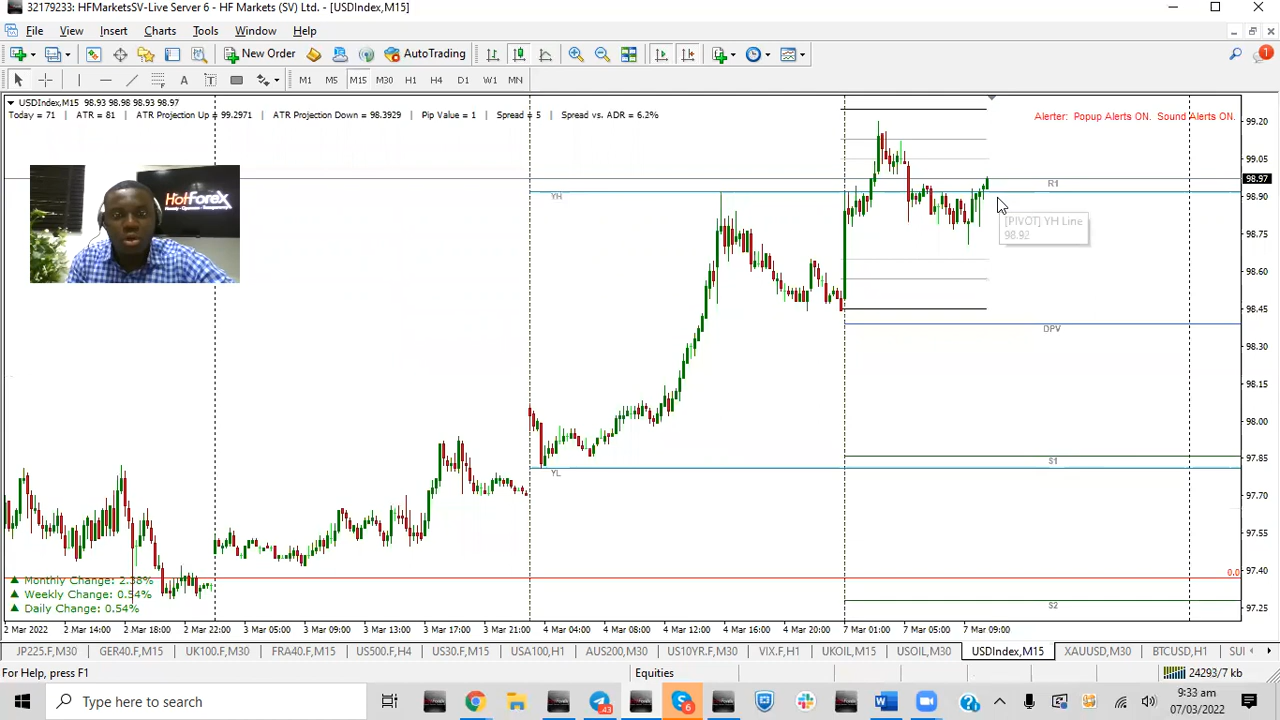 32179233: HFMarketsSV-Live Server 6 - HF Markets (SV) Ltd. - [USDIndex,M15]
File View Insert Charts Tools Window Help
New Order AutoTrading 1
A T M1 M5 M15 M30 H1 H4 D1 W1 MN
USDIndex,M15 98.93 98.98 98.93 98.97
Today = 71 | ATR = 81 | ATR Projection Up = 99.2971 | ATR Projection Down = 98.3929 | Pip Value = 1 | Spread = 5 | Spread vs. ADR = 6.2%
Alerter: Popup Alerts ON. Sound Alerts ON.
99.20
99.05
98.97
98.90
98.75
98.60
98.45
98.30
98.15
98.00
97.85
97.70
97.55
97.40
97.25
HotForex
YH
R1
[PIVOT] YH Line
98.92
DPV
S1
YL
0.0
S2
Monthly Change: 2.38%
Weekly Change: 0.54%
Daily Change: 0.54%
2 Mar 2022 2 Mar 14:00 2 Mar 18:00 2 Mar 22:00 3 Mar 05:00 3 Mar 09:00 3 Mar 13:00 3 Mar 17:00 3 Mar 21:00 4 Mar 04:00 4 Mar 08:00 4 Mar 12:00 4 Mar 16:00 4 Mar 20:00 7 Mar 01:00 7 Mar 05:00 7 Mar 09:00
JP225.F,M30 GER40.F,M15 UK100.F,M30 FRA40.F,M15 US500.F,H4 US30.F,M15 USA100,H1 AUS200,M30 US10YR.F,M30 VIX.F,H1 UKOIL,M15 USOIL,M30 USDIndex,M15 XAUUSD,M30 BTCUSD,H1 SUI
For Help, press F1 Equities 24293/7 kb
Type here to search
43
6
9:33 am
07/03/2022